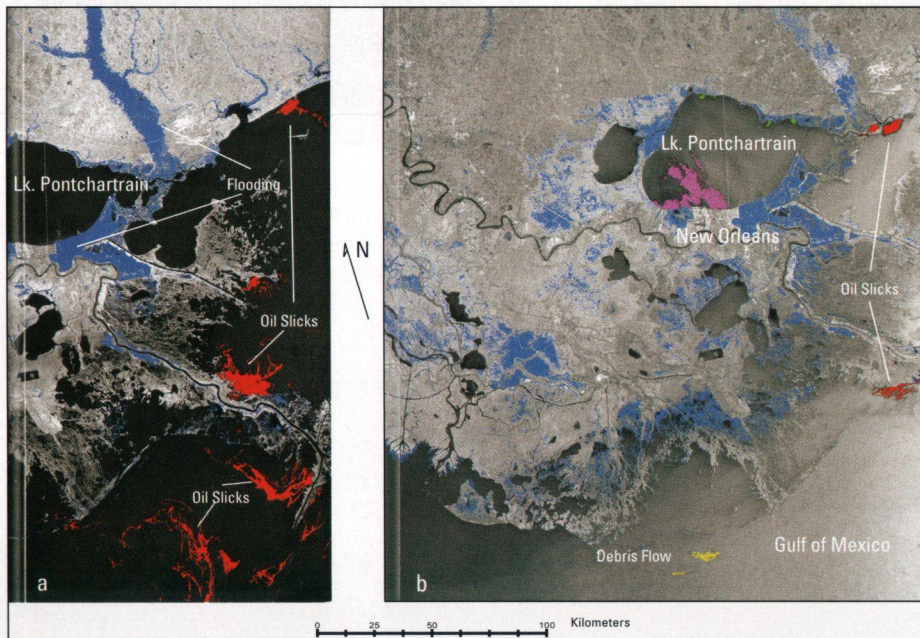 Lk. Pontchartrain
Flooding
Oil Slicks
Oil Slicks
a
N
Lk. Pontchartrain
New Orleans
Oil Slicks
Debris Flow
Gulf of Mexico
b
0 25 50 100 Kilometers